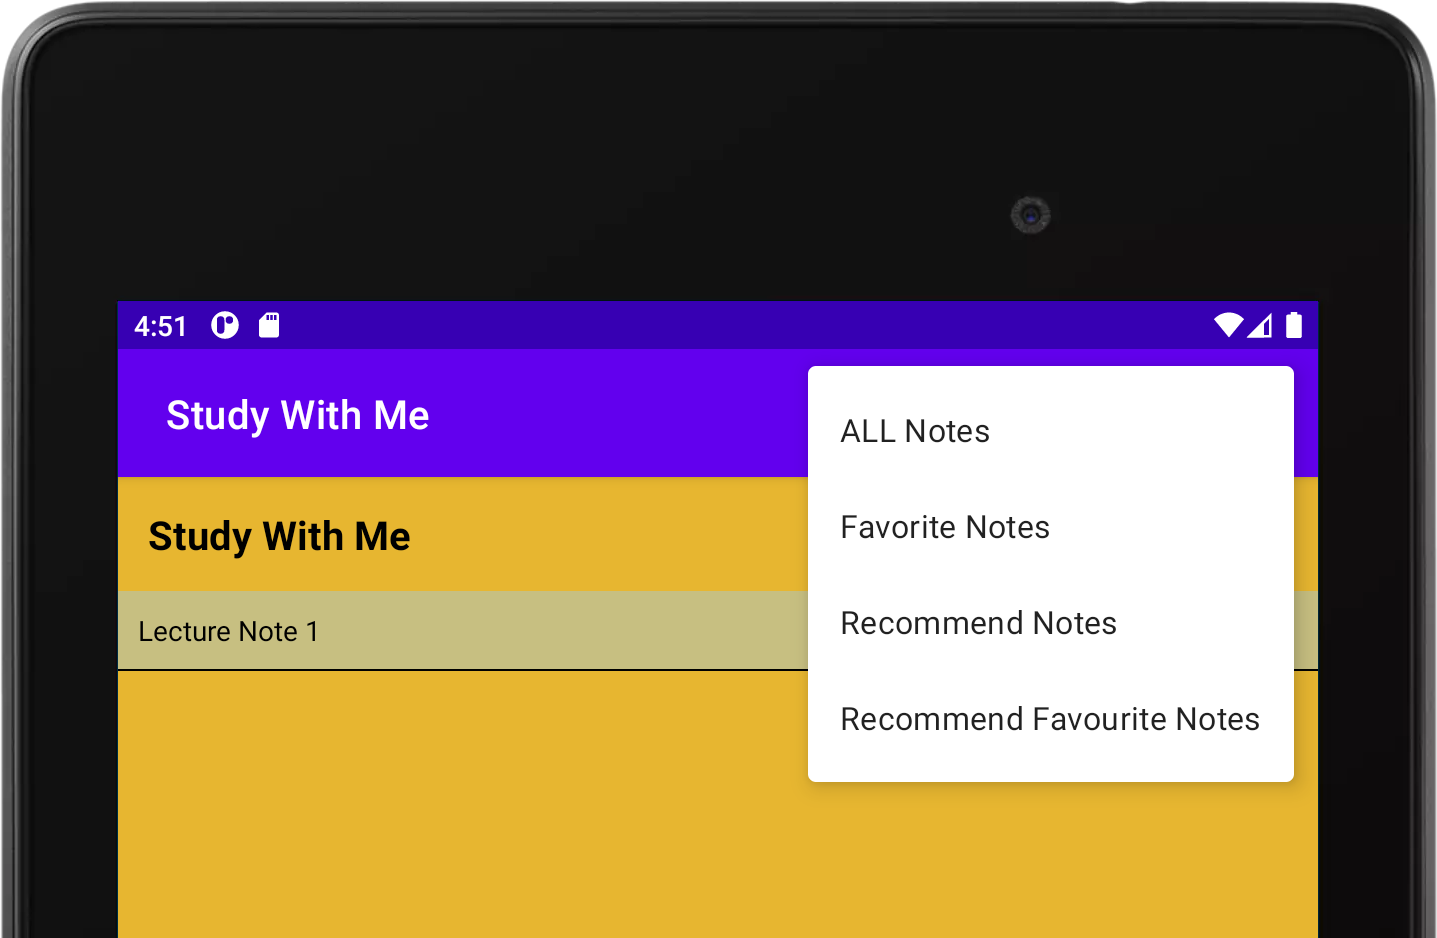 4:51
Study With Me
ALL Notes
Favorite Notes
Recommend Notes
Recommend Favourite Notes
Study With Me
Lecture Note 1